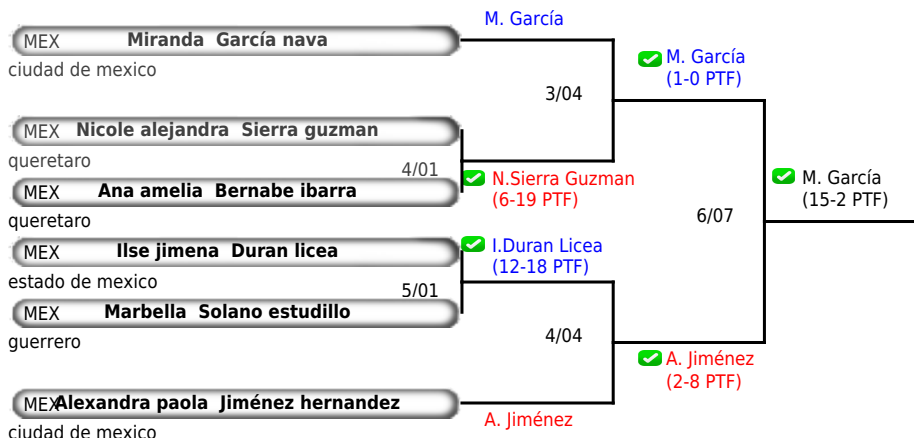 M. García
MEX Miranda García nava
ciudad de mexico
M. García
(1-0 PTF)
3/04
MEX Nicole alejandra Sierra guzman
queretaro
4/01
N.Sierra Guzman
(6-19 PTF)
MEX Ana amelia Bernabe ibarra
queretaro
M. García
(15-2 PTF)
6/07
MEX Ilse jimena Duran licea
estado de mexico
I.Duran Licea
(12-18 PTF)
5/01
MEX Marbella Solano estudillo
guerrero
4/04
A. Jiménez
(2-8 PTF)
MEX Alexandra paola Jiménez hernandez
ciudad de mexico
A. Jiménez